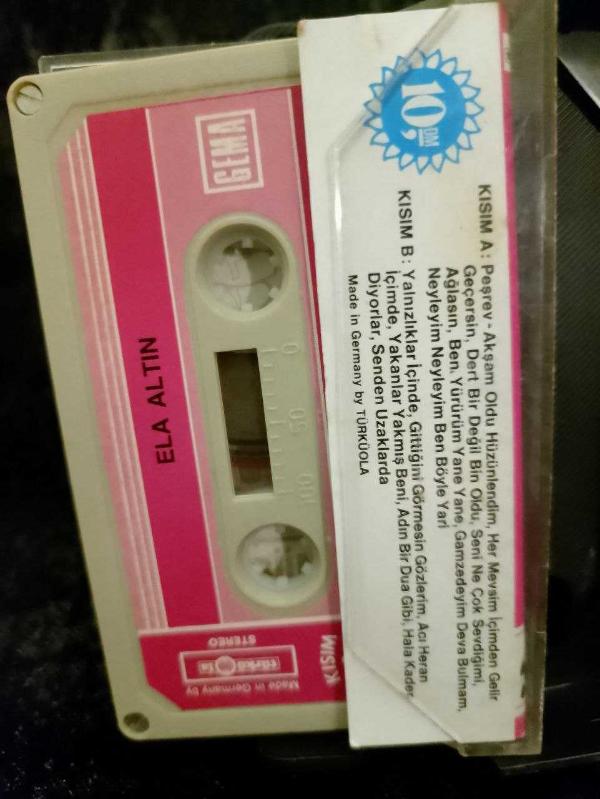 10,
DM
KISIM A: Peşrev - Akşam Oldu Hüzünlendim, Her Mevsim İçimden Gelir
Geçersin, Dert Bir Değil Bin Oldu, Seni Ne Çok Sevdiğimi,
Ağlasın, Ben. Yürürüm Yane Yane, Gamzedeyim Deva Bulmam,
Neyleyim Neyleyim Ben Böyle Yari
KISIM B: Yalnızlıklar İçinde, Gittiğini Görmesin Gözlerim, Acı Heran
İçimde, Yakanlar Yakmış Beni, Adın Bir Dua Gibi, Hala Kader
Diyorlar, Senden Uzaklarda
Made in Germany by TÜRKÜOLA
GEMA
ELA ALTIN
0 50 100
KISIM
STEREO
türküola
Made in Germany by